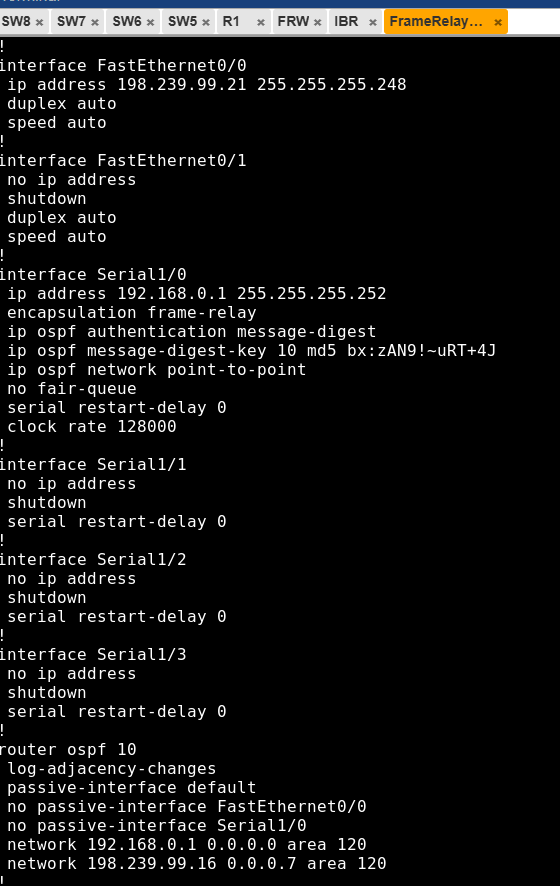 SW8 × SW7 × SW6 × SW5 × R1 × FRW × IBR × FrameRelay... ×
!
interface FastEthernet0/0
 ip address 198.239.99.21 255.255.255.248
 duplex auto
 speed auto
!
interface FastEthernet0/1
 no ip address
 shutdown
 duplex auto
 speed auto
!
interface Serial1/0
 ip address 192.168.0.1 255.255.255.252
 encapsulation frame-relay
 ip ospf authentication message-digest
 ip ospf message-digest-key 10 md5 bx:zAN9!~uRT+4J
 ip ospf network point-to-point
 no fair-queue
 serial restart-delay 0
 clock rate 128000
!
interface Serial1/1
 no ip address
 shutdown
 serial restart-delay 0
!
interface Serial1/2
 no ip address
 shutdown
 serial restart-delay 0
!
interface Serial1/3
 no ip address
 shutdown
 serial restart-delay 0
!
router ospf 10
 log-adjacency-changes
 passive-interface default
 no passive-interface FastEthernet0/0
 no passive-interface Serial1/0
 network 192.168.0.1 0.0.0.0 area 120
 network 198.239.99.16 0.0.0.7 area 120
!